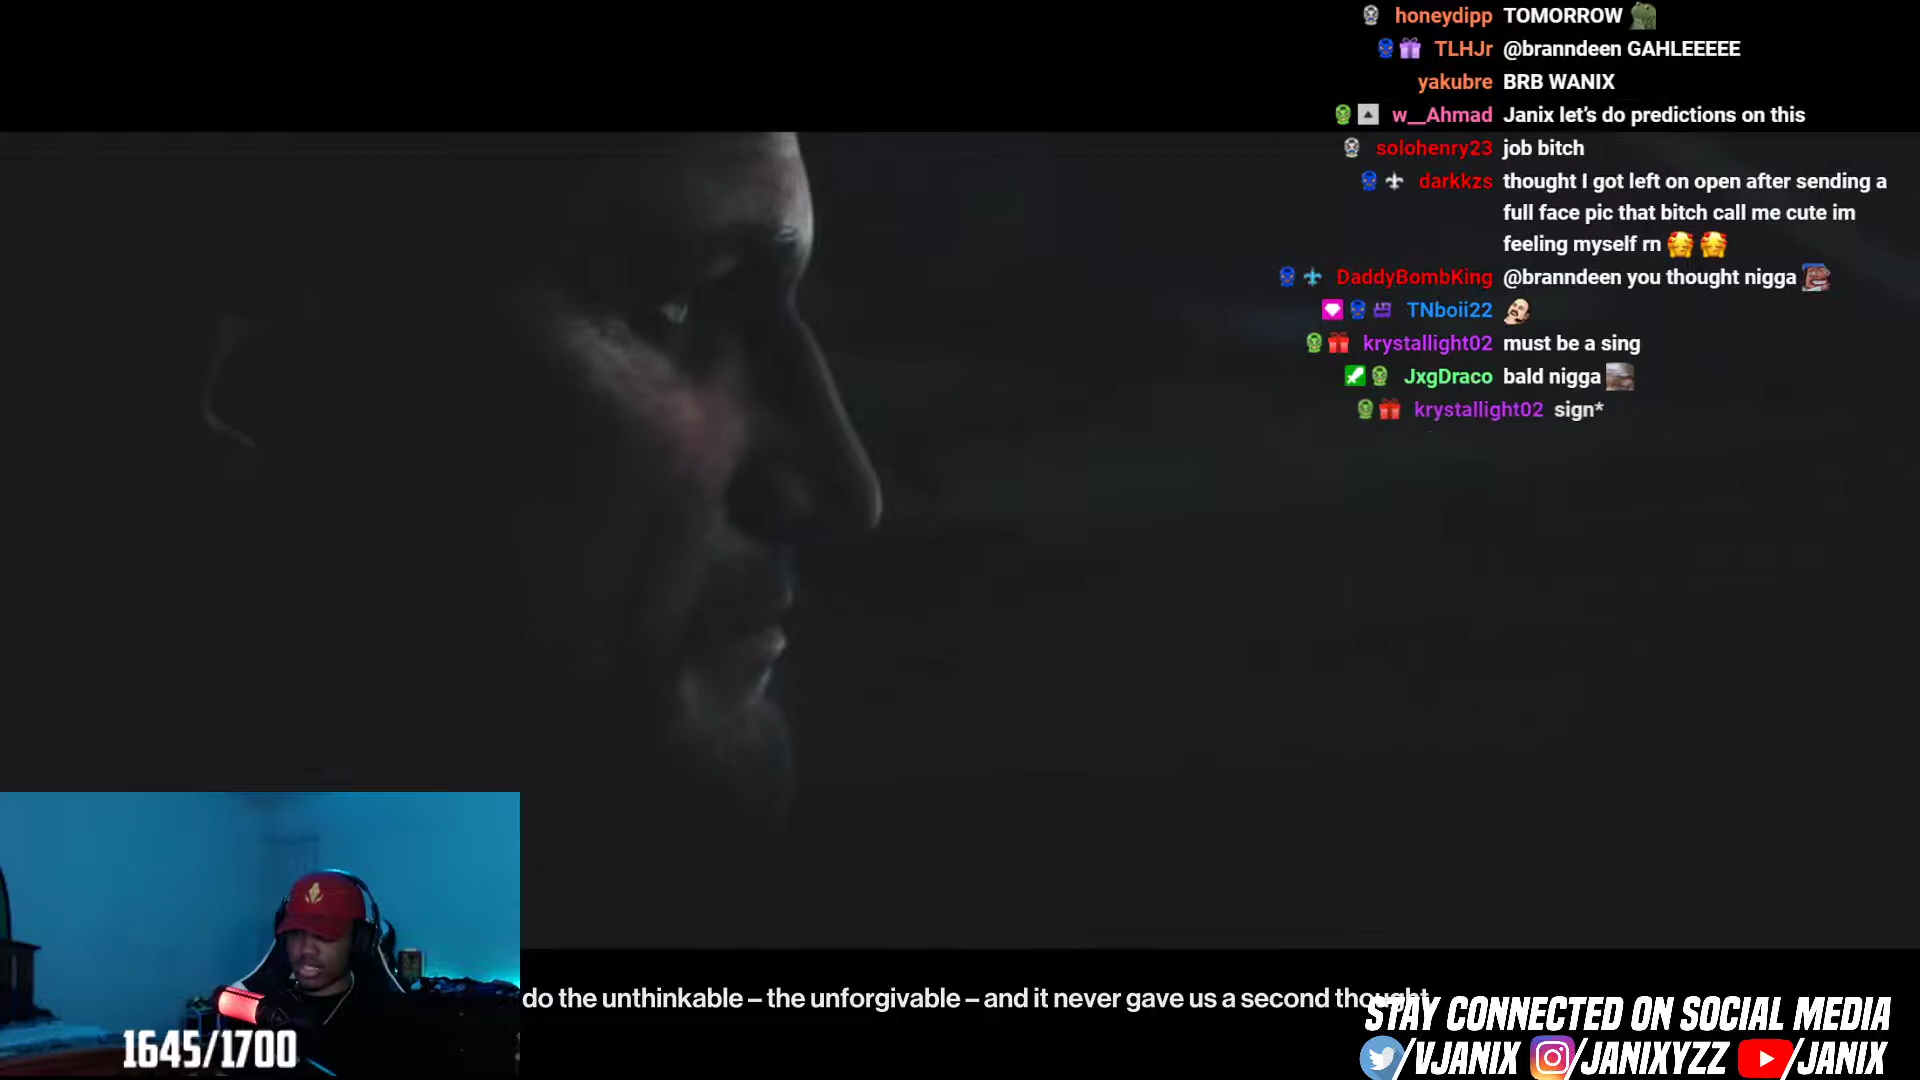 honeydipp TOMORROW
TLHJr @branndeen GAHLEEEEE
yakubre BRB WANIX
w__Ahmad Janix let's do predictions on this
solohenry23 job bitch
darkkzs thought I got left on open after sending a
full face pic that bitch call me cute im
feeling myself rn
DaddyBombKing @branndeen you thought nigga
TNboii22
krystallight02 must be a sing
JxgDraco bald nigga
krystallight02 sign*
do the unthinkable – the unforgivable – and it never gave us a second thought
STAY CONNECTED ON SOCIAL MEDIA
/VJANIX /JANIXYZZ /JANIX
1645/1700